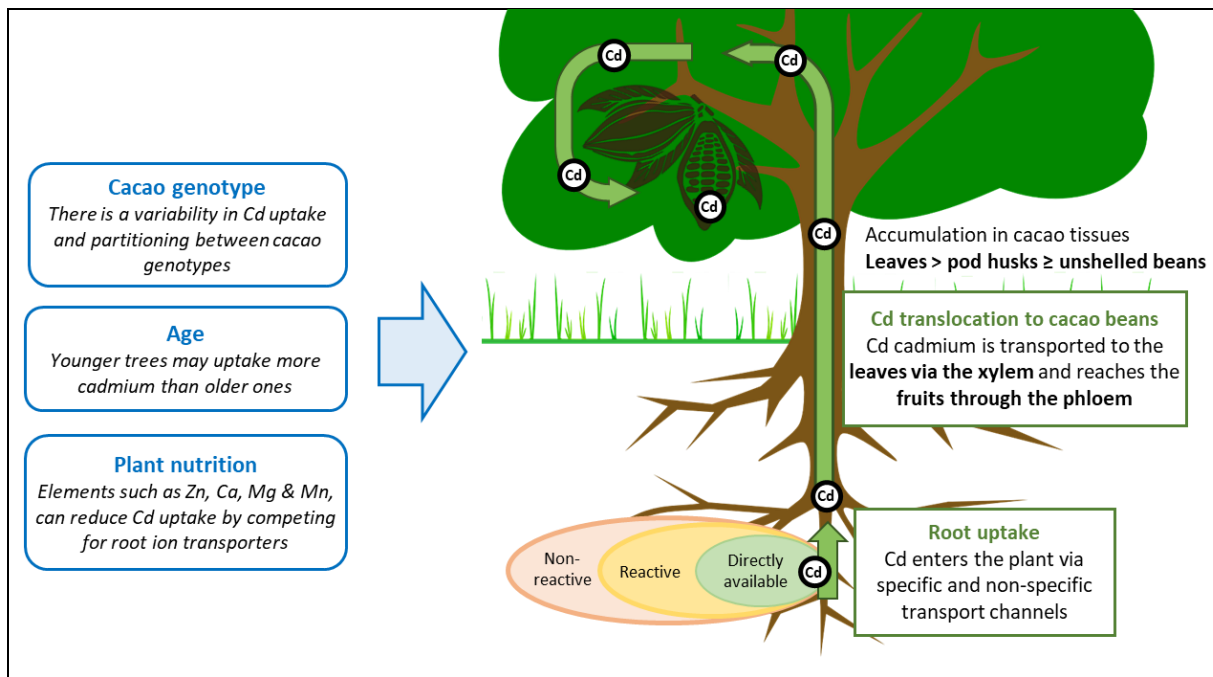 Cacao genotype
There is a variability in Cd uptake
and partitioning between cacao
genotypes
Age
Younger trees may uptake more
cadmium than older ones
Plant nutrition
Elements such as Zn, Ca, Mg & Mn,
can reduce Cd uptake by competing
for root ion transporters
Cd
Cd
Cd
Cd
Cd
Accumulation in cacao tissues
Leaves > pod husks ≥ unshelled beans
Cd translocation to cacao beans
Cd cadmium is transported to the
leaves via the xylem and reaches the
fruits through the phloem
Cd
Non-
reactive
Reactive
Directly
available
Cd
Root uptake
Cd enters the plant via
specific and non-specific
transport channels